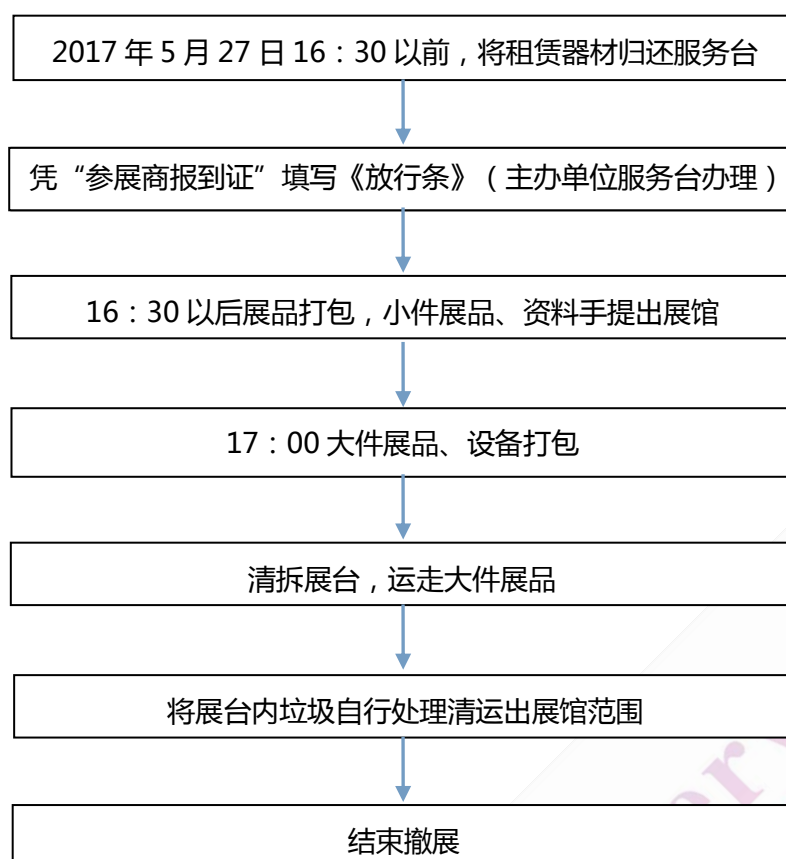 2017 年 5 月 27 日 16：30 以前，将租赁器材归还服务台
凭“参展商报到证”填写《放行条》（主办单位服务台办理）
16：30 以后展品打包，小件展品、资料手提出展馆
17：00 大件展品、设备打包
清拆展台，运走大件展品
将展台内垃圾自行处理清运出展馆范围
结束撤展